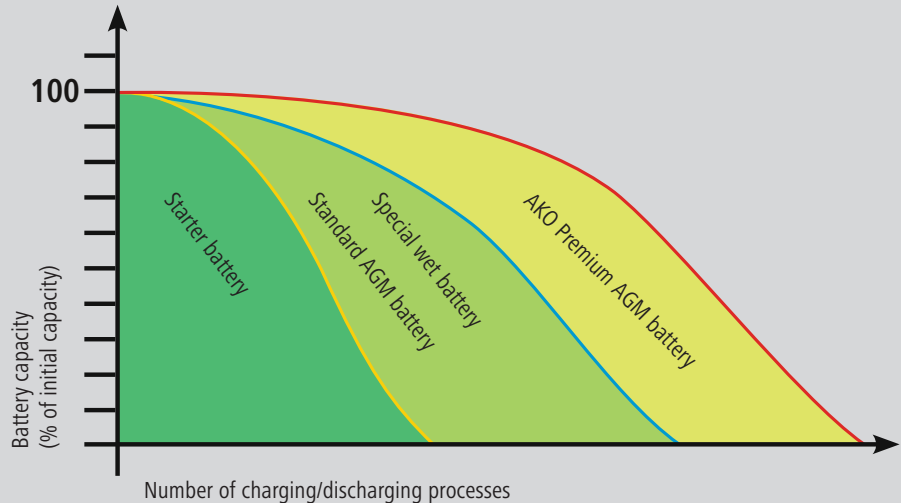 100
Starter battery
Standard AGM battery
Special wet battery
AKO Premium AGM battery
Battery capacity
(% of initial capacity)
Number of charging/discharging processes